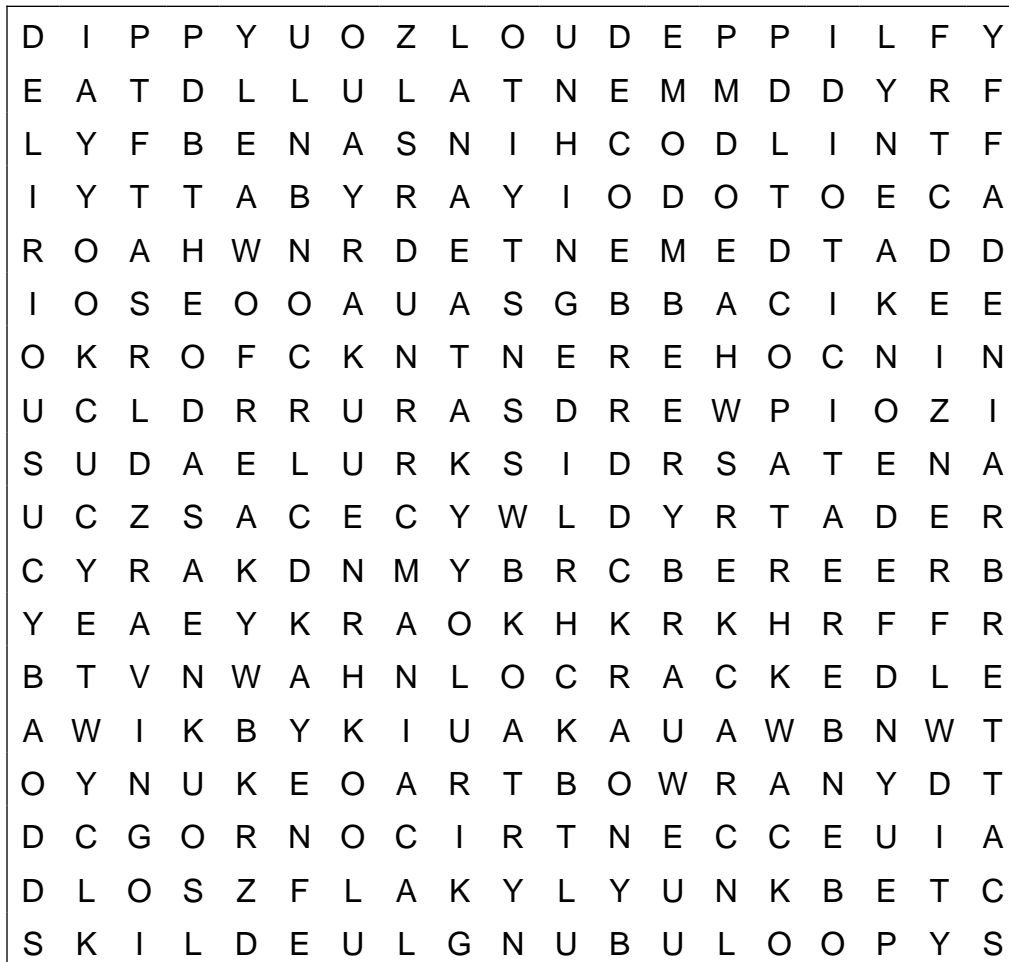 D I P P Y U O Z L O U D E P P I L F Y
E A T D L L U L A T N E M M D D Y R F
L Y F B E N A S N I H C O D L I N T F
I Y T T A B Y R A Y I O D O T O E C A
R O A H W N R D E T N E M E D T A D D
I O S E O O A U A S G B B A C I K E E
O K R O F C K N T N E R E H O C N I N
U C L D R R U R A S D R E W P I O Z I
S U D A E L U R K S I D R S A T E N A
U C Z S A C E C Y W L D Y R T A D E R
C Y R A K D N M Y B R C B E R E E R B
Y E A E Y K R A O K H K R K H R F F R
B T V N W A H N L O C R A C K E D L E
A W I K B Y K I U A K A U A W B N W T
O Y N U K E O A R T B O W R A N Y D T
D C G O R N O C I R T N E C C E U I A
D L O S Z F L A K Y L Y U N K B E T C
S K I L D E U L G N U B U L O O P Y S